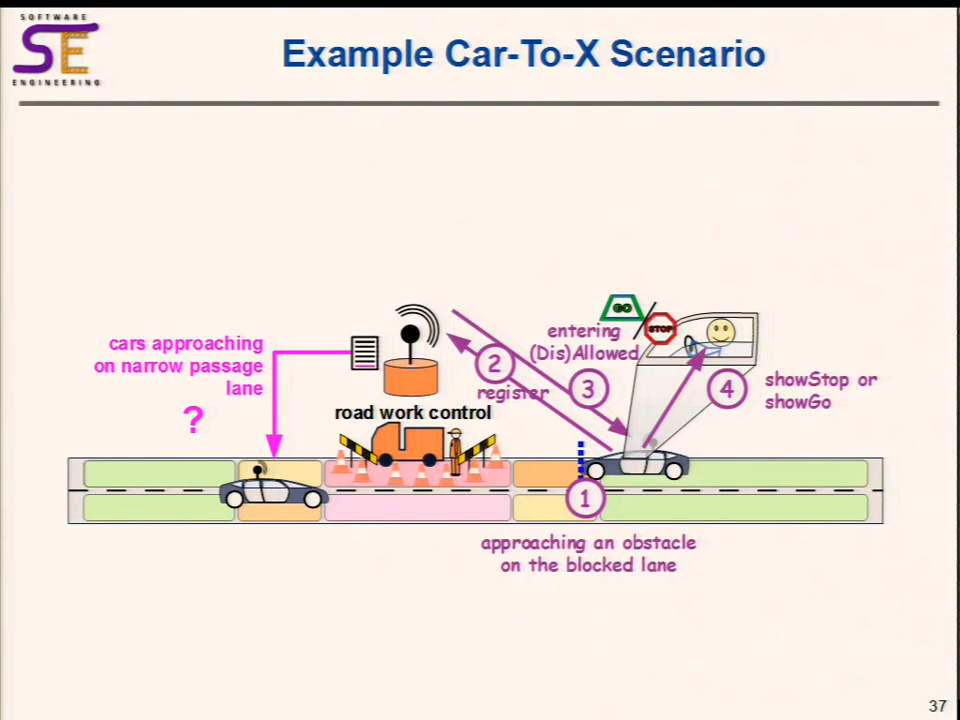 SOFTWARE
SE
ENGINEERING
Example Car-To-X Scenario
cars approaching
on narrow passage
lane
?
road work control
2
register
entering
(Dis)Allowed
3
GO
STOP
4
showStop or
showGo
1
approaching an obstacle
on the blocked lane
37